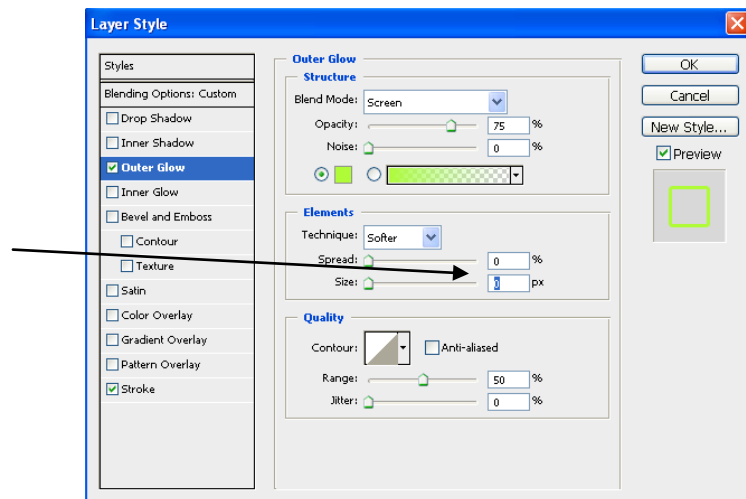 Layer Style
Styles
Blending Options: Custom
Drop Shadow
Inner Shadow
Outer Glow
Inner Glow
Bevel and Emboss
Contour
Texture
Satin
Color Overlay
Gradient Overlay
Pattern Overlay
Stroke
Outer Glow
Structure
Blend Mode: Screen
Opacity: 75 %
Noise: 0 %
Elements
Technique: Softer
Spread: 0 %
Size: 0 px
Quality
Contour: Anti-aliased
Range: 50 %
Jitter: 0 %
OK
Cancel
New Style...
Preview